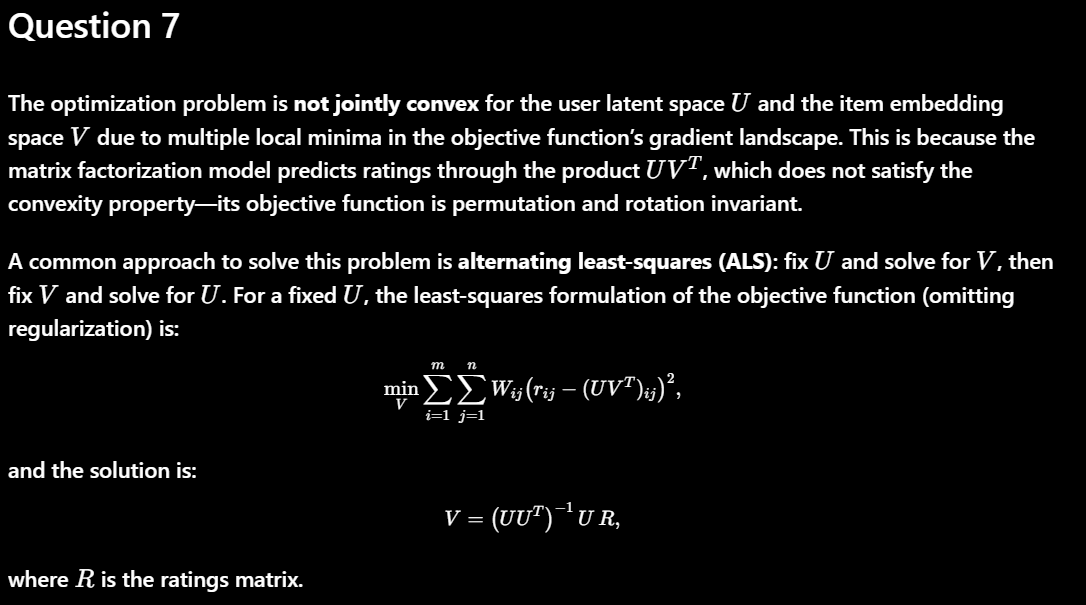 Question 7
The optimization problem is not jointly convex for the user latent space U and the item embedding
space V due to multiple local minima in the objective function’s gradient landscape. This is because the
matrix factorization model predicts ratings through the product UV^T, which does not satisfy the
convexity property—its objective function is permutation and rotation invariant.
A common approach to solve this problem is alternating least-squares (ALS): fix U and solve for V, then
fix V and solve for U. For a fixed U, the least-squares formulation of the objective function (omitting
regularization) is:
\min_V \sum_{i=1}^{m} \sum_{j=1}^{n} W_{ij} (r_{ij} − (UV^T)_{ij})^2,
and the solution is:
V = (UU^T)^{-1} U R,
where R is the ratings matrix.